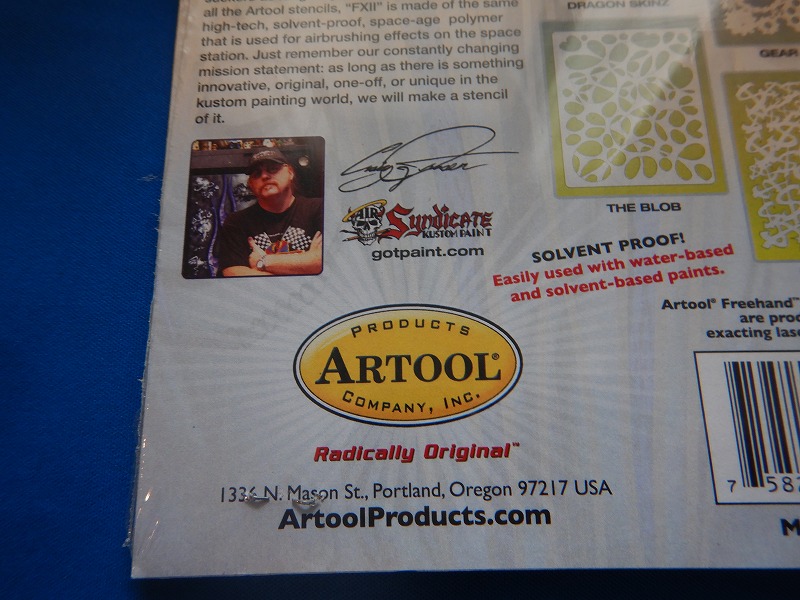 all the Artool stencils, "FXII" is made of the same
high-tech, solvent-proof, space-age polymer
that is used for airbrushing effects on the space
station. Just remember our constantly changing
mission statement: as long as there is something
innovative, original, one-off, or unique in the
kustom painting world, we will make a stencil
of it.
DRAGON SKINZ
GEAR
THE BLOB
AIR
Syndicate
KUSTOM PAINT
gotpaint.com
SOLVENT PROOF!
Easily used with water-based
and solvent-based paints.
Artool® Freehand™
are
exacting
PRODUCTS
ARTOOL®
COMPANY, INC.
Radically Original™
N. Mason St., Portland, Oregon 97217 USA
ArtoolProducts.com
7 58